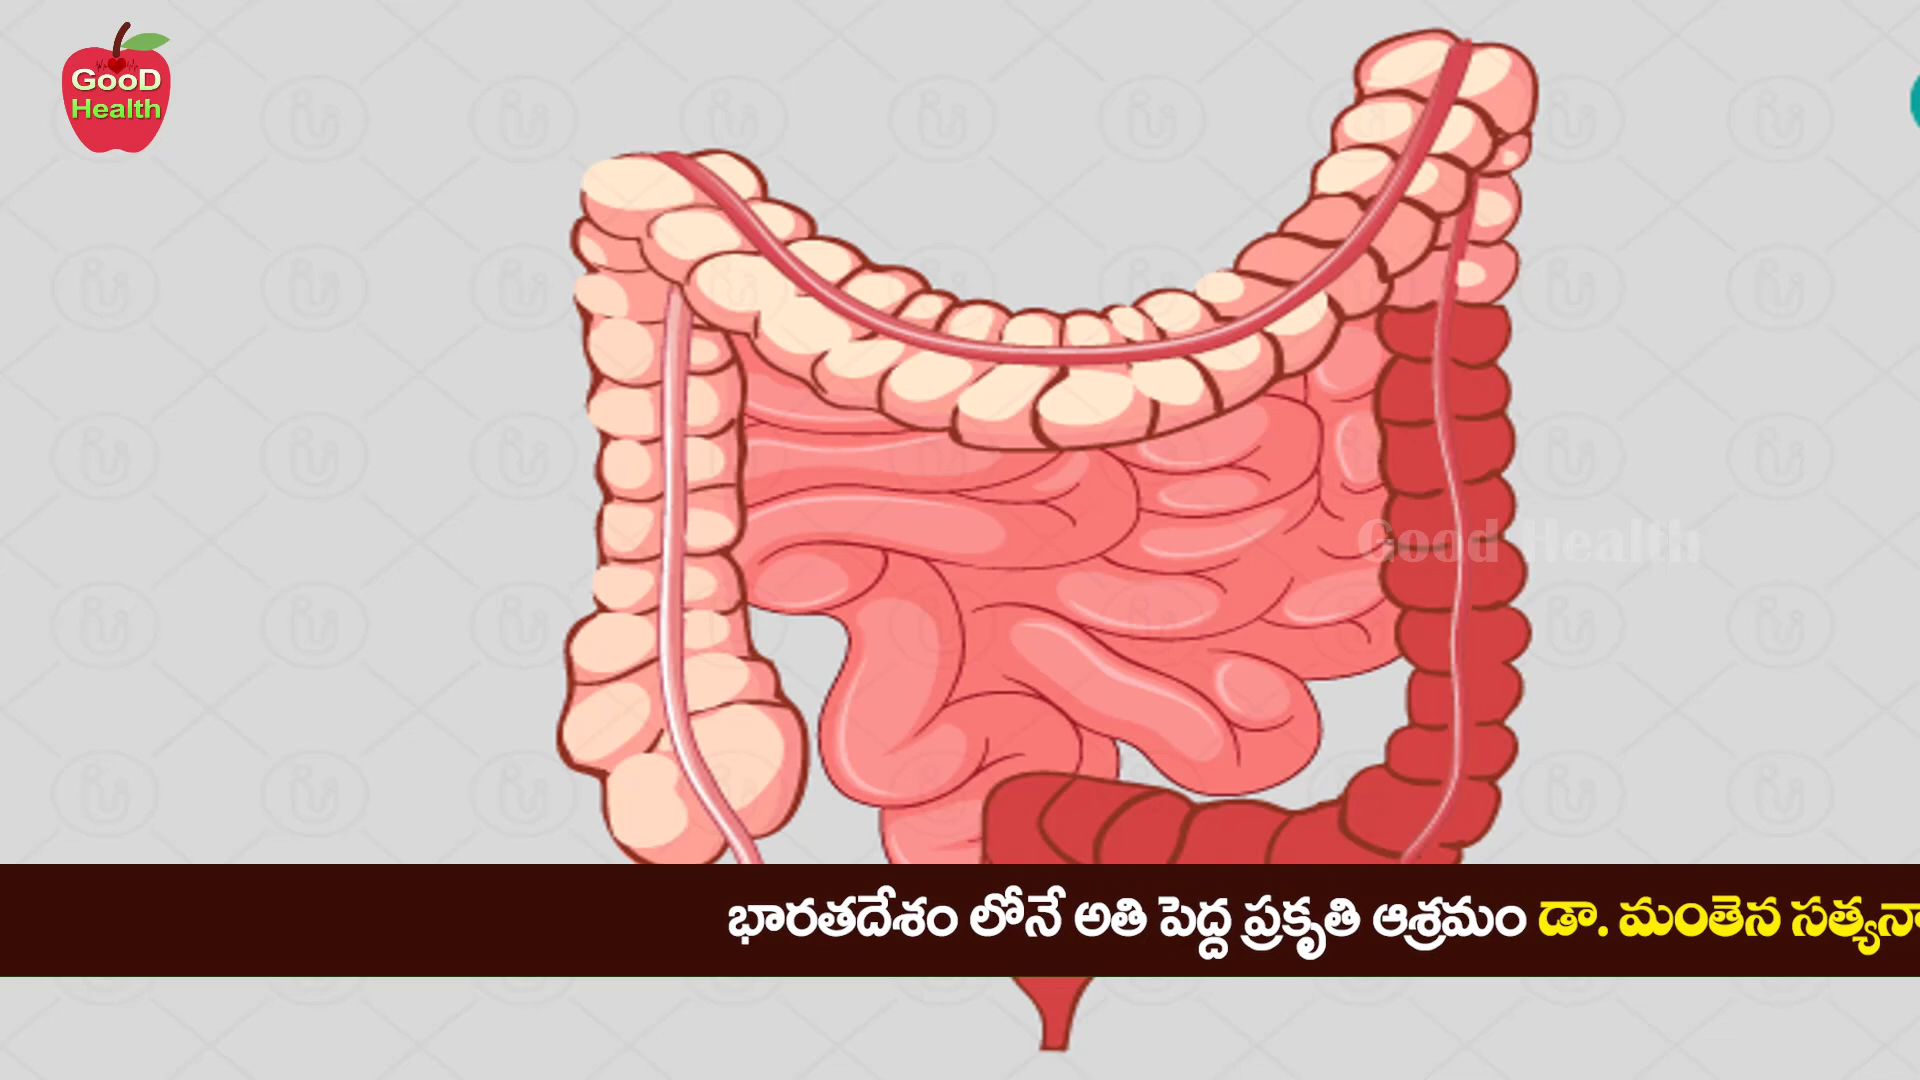 GooD
Health
Good Health
భారతదేశం లోనే అతి పెద్ద ప్రకృతి ఆశ్రమం డా. మంతెన